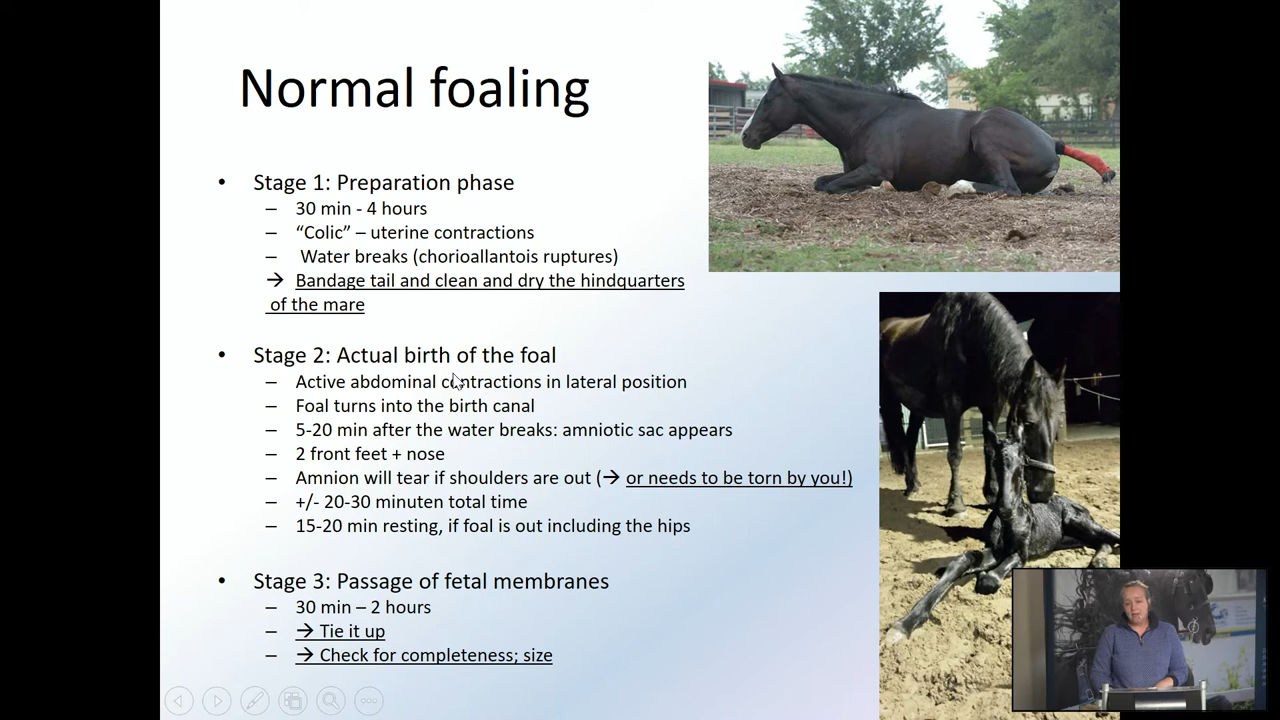 Normal foaling
• Stage 1: Preparation phase
– 30 min - 4 hours
– “Colic” – uterine contractions
– Water breaks (chorioallantois ruptures)
→ Bandage tail and clean and dry the hindquarters
of the mare
• Stage 2: Actual birth of the foal
– Active abdominal contractions in lateral position
– Foal turns into the birth canal
– 5-20 min after the water breaks: amniotic sac appears
– 2 front feet + nose
– Amnion will tear if shoulders are out (→ or needs to be torn by you!)
– +/- 20-30 minuten total time
– 15-20 min resting, if foal is out including the hips
• Stage 3: Passage of fetal membranes
– 30 min – 2 hours
– → Tie it up
– → Check for completeness; size